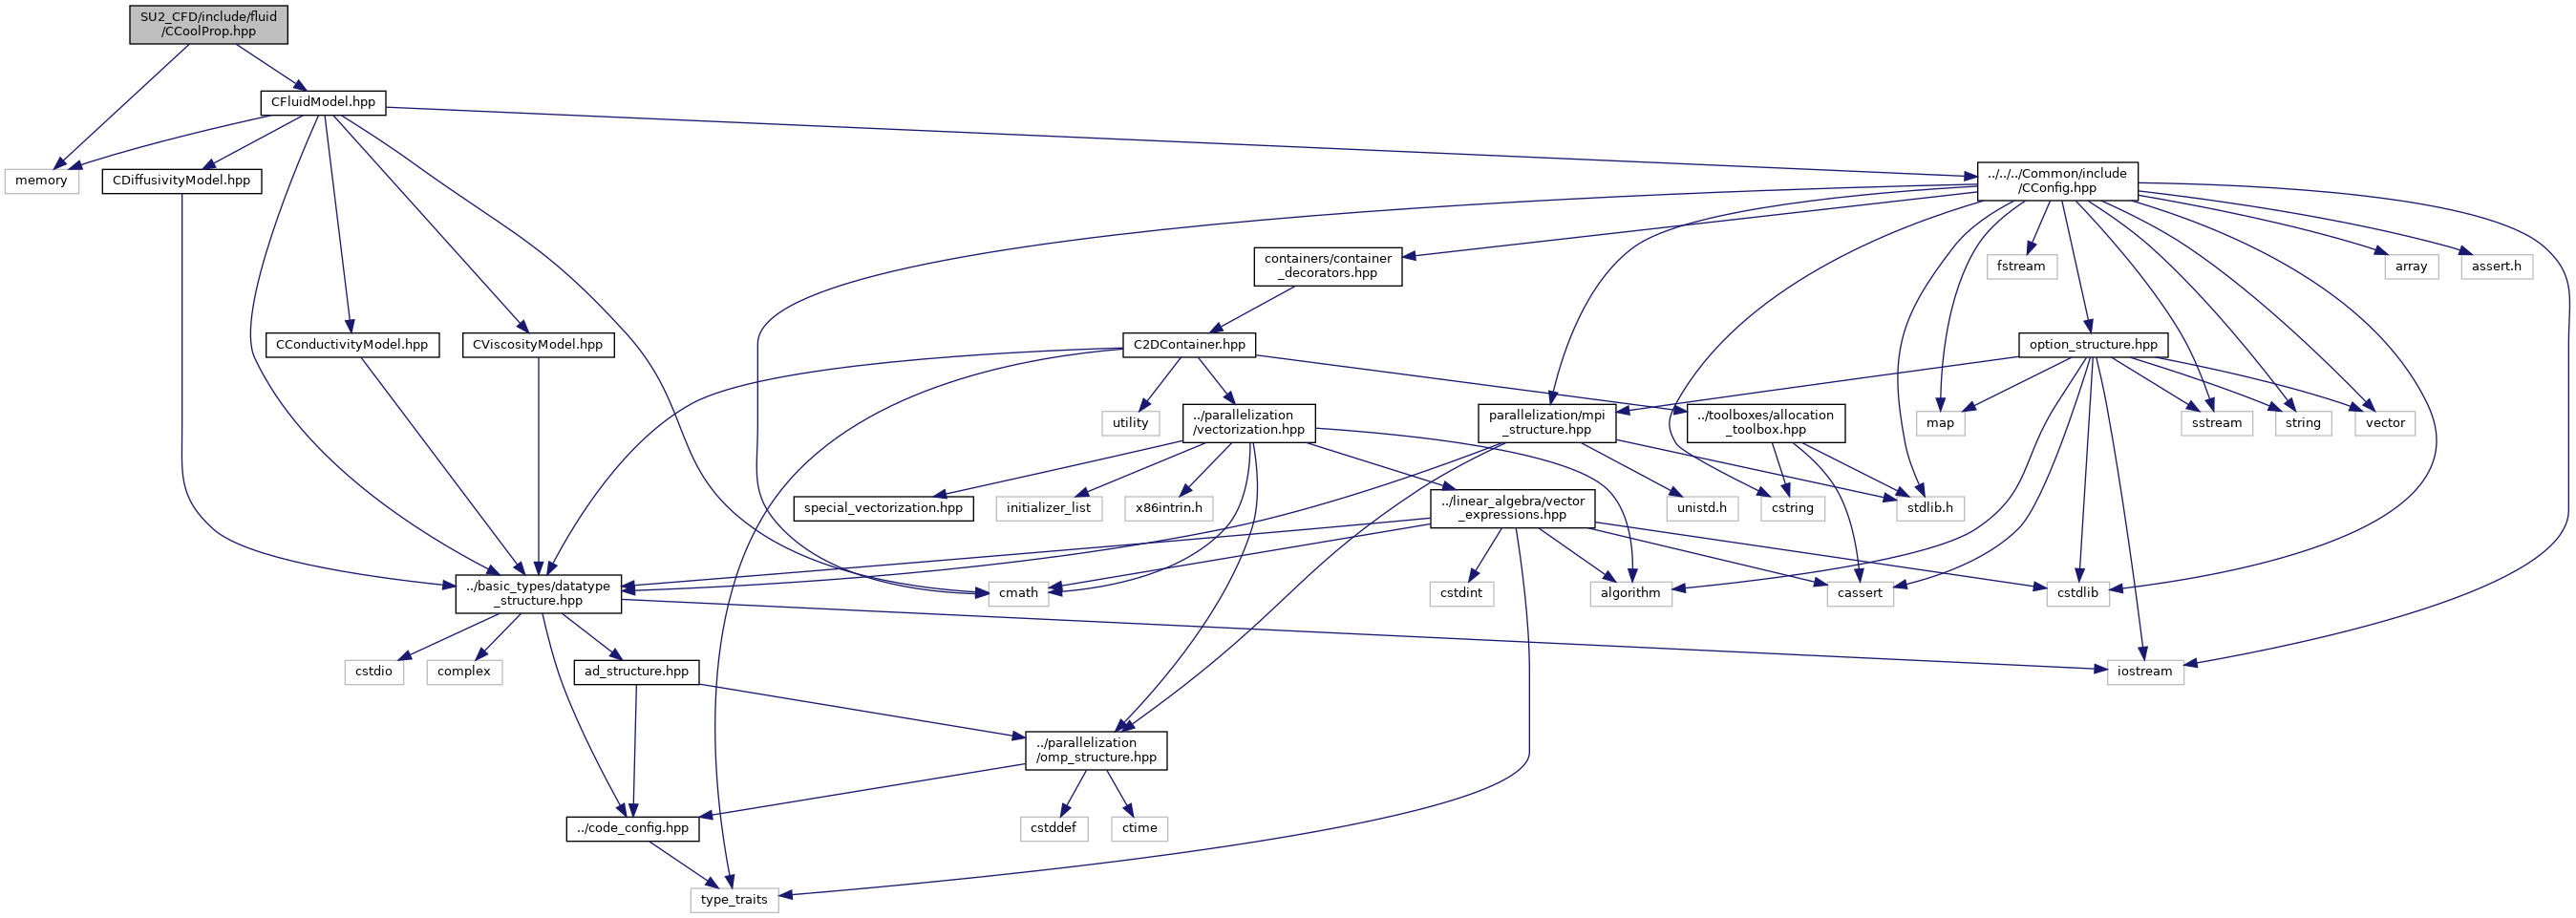 SU2_CFD/include/fluid
/CCoolProp.hpp
CFluidModel.hpp
memory
CDiffusivityModel.hpp
../../../Common/include
/CConfig.hpp
containers/container
_decorators.hpp
fstream
array
assert.h
CConductivityModel.hpp
CViscosityModel.hpp
C2DContainer.hpp
option_structure.hpp
utility
../parallelization
/vectorization.hpp
parallelization/mpi
_structure.hpp
../toolboxes/allocation
_toolbox.hpp
map
sstream
string
vector
special_vectorization.hpp
initializer_list
x86intrin.h
../linear_algebra/vector
_expressions.hpp
unistd.h
cstring
stdlib.h
../basic_types/datatype
_structure.hpp
cmath
cstdint
algorithm
cassert
cstdlib
cstdio
complex
ad_structure.hpp
iostream
../parallelization
/omp_structure.hpp
../code_config.hpp
cstddef
ctime
type_traits